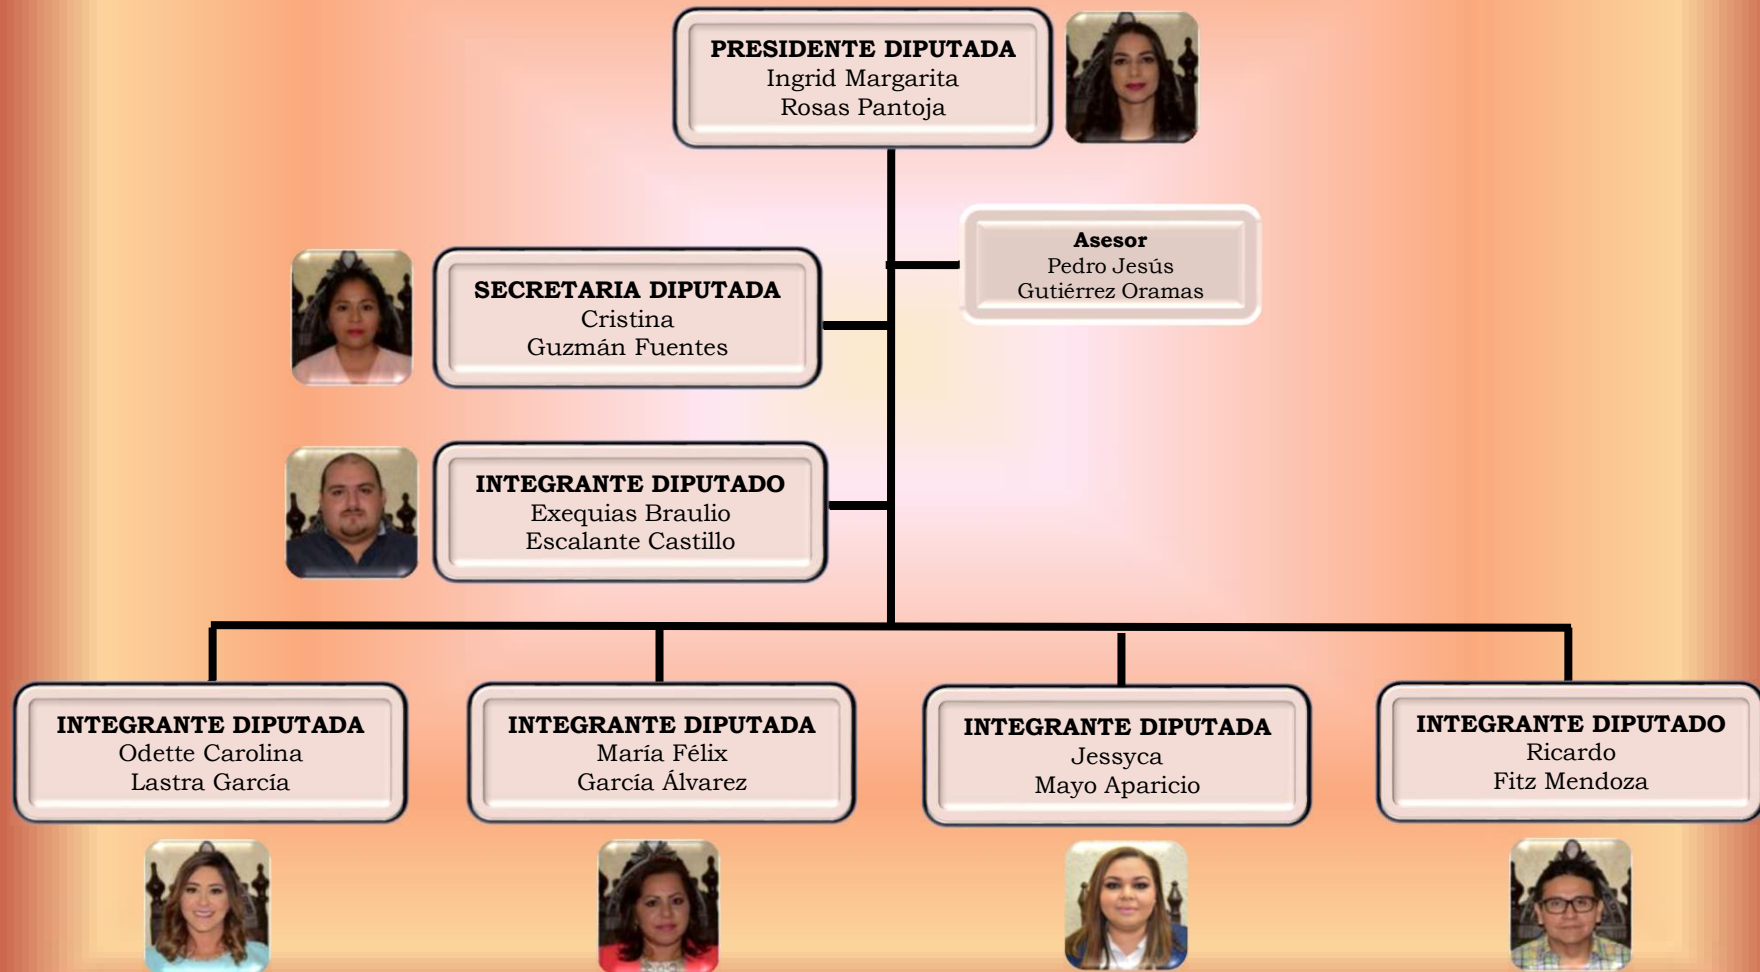 PRESIDENTE DIPUTADA
Ingrid Margarita
Rosas Pantoja
Asesor
Pedro Jesús
Gutiérrez Oramas
SECRETARIA DIPUTADA
Cristina
Guzmán Fuentes
INTEGRANTE DIPUTADO
Exequias Braulio
Escalante Castillo
INTEGRANTE DIPUTADA
Odette Carolina
Lastra García
INTEGRANTE DIPUTADA
María Félix
García Álvarez
INTEGRANTE DIPUTADA
Jessyca
Mayo Aparicio
INTEGRANTE DIPUTADO
Ricardo
Fitz Mendoza